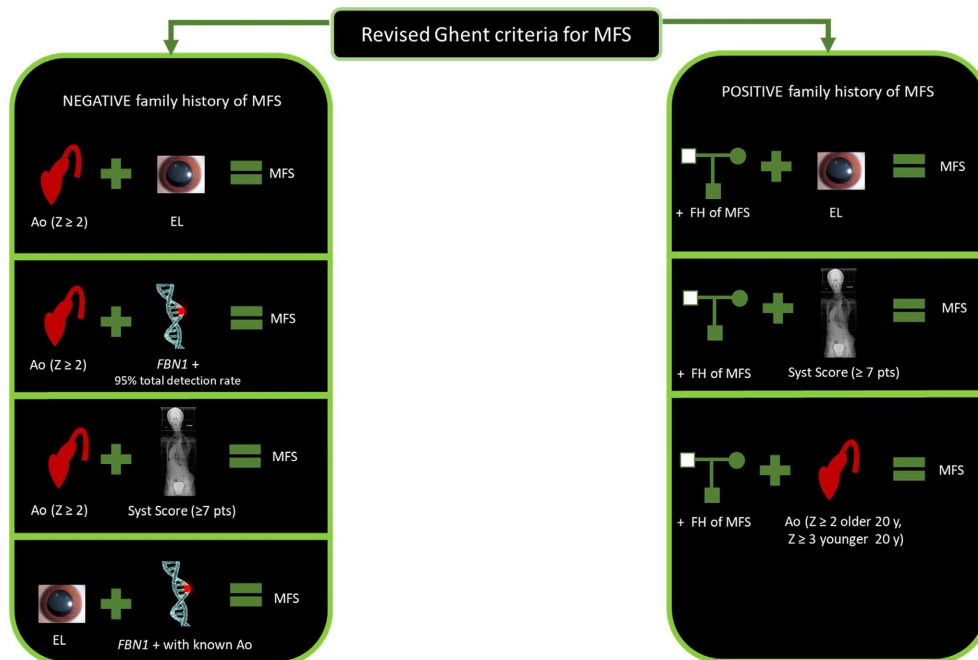 Revised Ghent criteria for MFS
NEGATIVE family history of MFS
MFS
Ao (Z ≥ 2)
EL
MFS
Ao (Z ≥ 2)
FBN1 +
95% total detection rate
MFS
Ao (Z ≥ 2)
Syst Score (≥7 pts)
MFS
EL
FBN1 + with known Ao
POSITIVE family history of MFS
MFS
+ FH of MFS
EL
MFS
+ FH of MFS
Syst Score (≥ 7 pts)
MFS
+ FH of MFS
Ao (Z ≥ 2 older 20 y,
Z ≥ 3 younger 20 y)